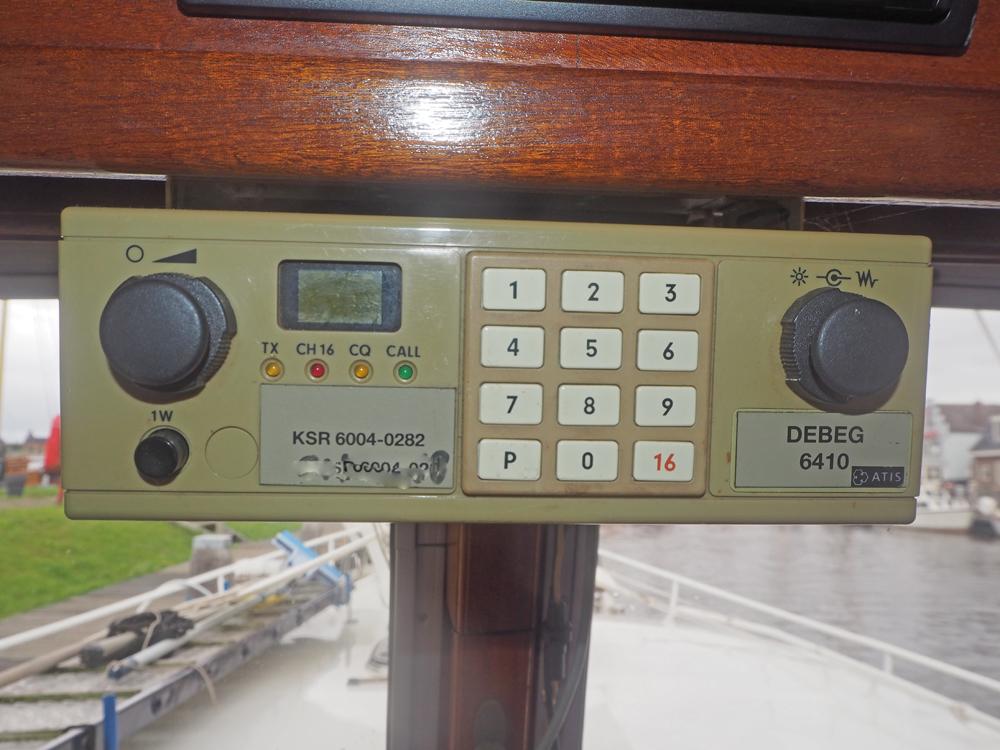 TX CH 16 CQ CALL
1W
KSR 6004-0282
1 2 3
4 5 6
7 8 9
P 0 16
DEBEG
6410
ATIS